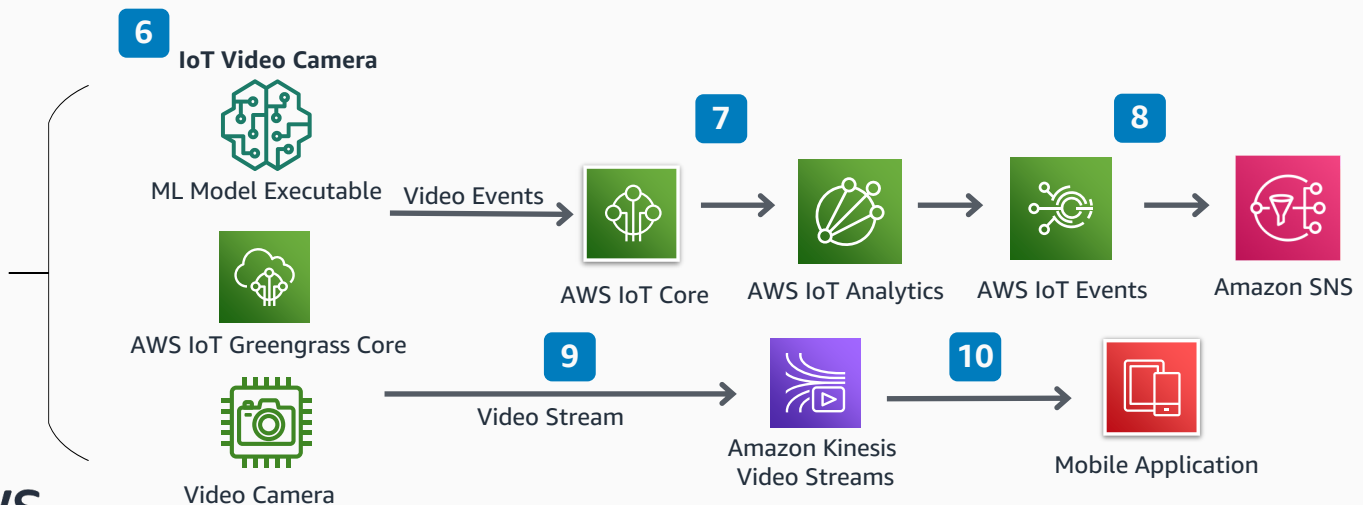 6
IoT Video Camera
ML Model Executable
AWS IoT Greengrass Core
Video Camera
Video Events
7
8
AWS IoT Core
AWS IoT Analytics
AWS IoT Events
Amazon SNS
9
Video Stream
10
Amazon Kinesis
Video Streams
Mobile Application